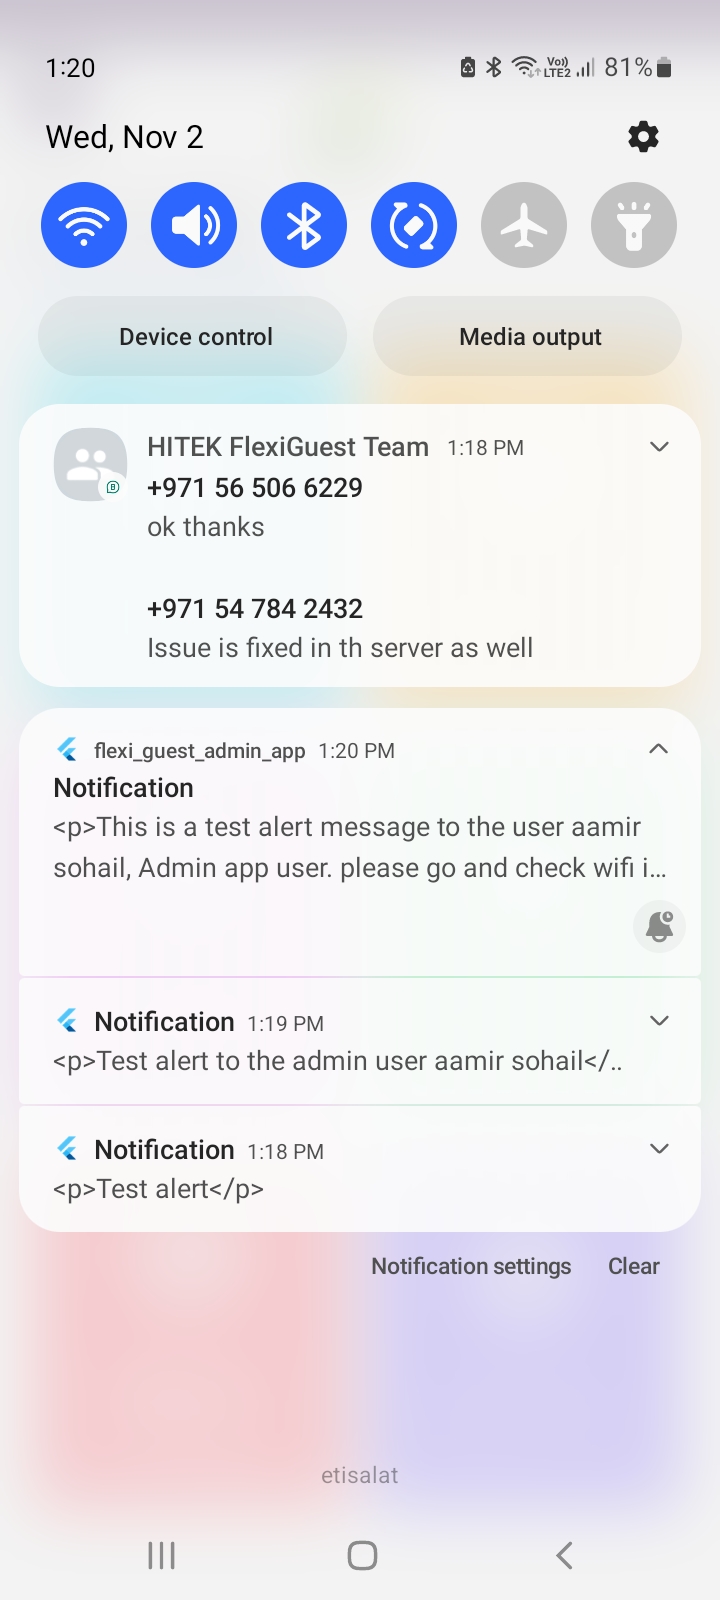 1:20
Vo)) LTE2 81%
Wed, Nov 2
Device control Media output
HITEK FlexiGuest Team 1:18 PM
+971 56 506 6229
ok thanks
+971 54 784 2432
Issue is fixed in th server as well
flexi_guest_admin_app 1:20 PM
Notification
<p>This is a test alert message to the user aamir
sohail, Admin app user. please go and check wifi i...
Notification 1:19 PM
<p>Test alert to the admin user aamir sohail</..
Notification 1:18 PM
<p>Test alert</p>
Notification settings Clear
etisalat